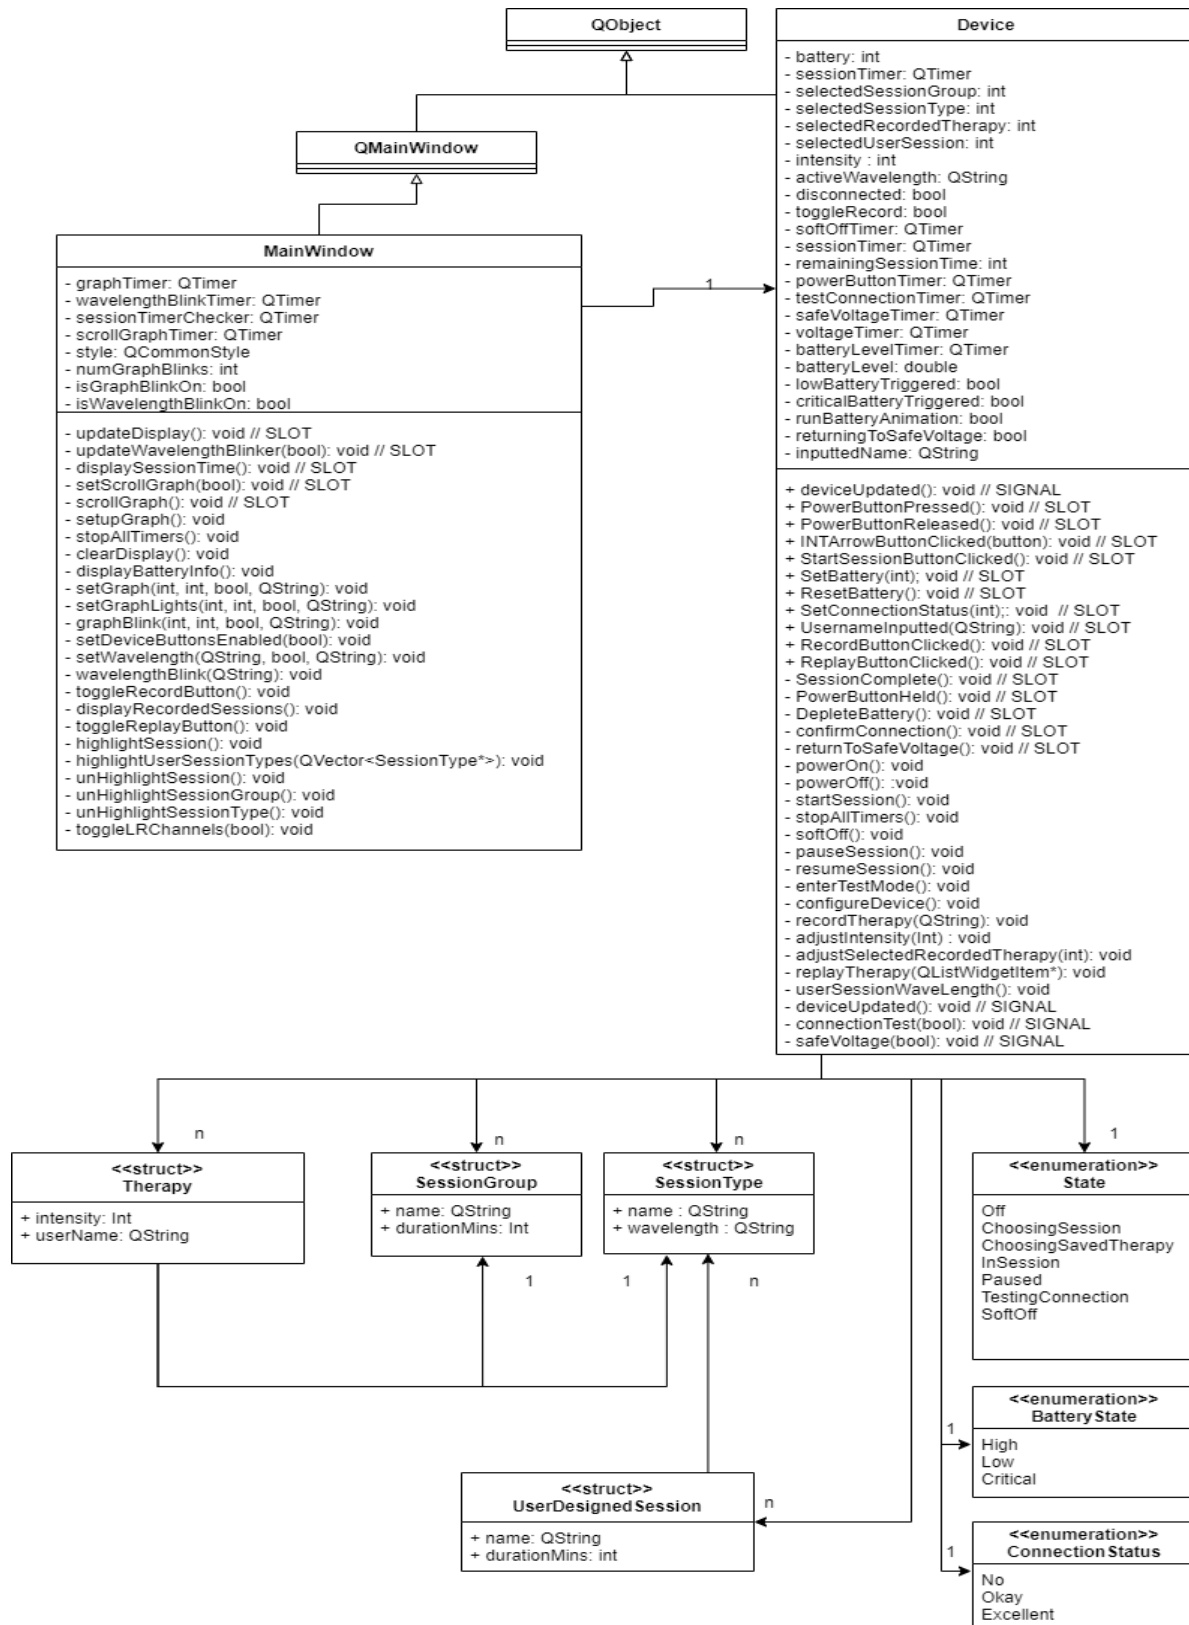 QObject
QMainWindow
MainWindow
- graphTimer: QTimer
- wavelengthBlinkTimer: QTimer
- sessionTimerChecker: QTimer
- scrollGraphTimer: QTimer
- style: QCommonStyle
- numGraphBlinks: int
- isGraphBlinkOn: bool
- isWavelengthBlinkOn: bool
- updateDisplay(): void // SLOT
- updateWavelengthBlinker(bool): void // SLOT
- displaySessionTime(): void // SLOT
- setScrollGraph(bool): void // SLOT
- scrollGraph(): void // SLOT
- setupGraph(): void
- stopAllTimers(): void
- clearDisplay(): void
- displayBatteryInfo(): void
- setGraph(int, int, bool, QString): void
- setGraphLights(int, int, bool, QString): void
- graphBlink(int, int, bool, QString): void
- setDeviceButtonsEnabled(bool): void
- setWavelength(QString, bool, QString): void
- wavelengthBlink(QString): void
- toggleRecordButton(): void
- displayRecordedSessions(): void
- toggleReplayButton(): void
- highlightSession(): void
- highlightUserSessionTypes(QVector<SessionType*>): void
- unHighlightSession(): void
- unHighlightSessionGroup(): void
- unHighlightSessionType(): void
- toggleLRChannels(bool): void
1
Device
- battery: int
- sessionTimer: QTimer
- selectedSessionGroup: int
- selectedSessionType: int
- selectedRecordedTherapy: int
- selectedUserSession: int
- intensity : int
- activeWavelength: QString
- disconnected: bool
- toggleRecord: bool
- softOffTimer: QTimer
- sessionTimer: QTimer
- remainingSessionTime: int
- powerButtonTimer: QTimer
- testConnectionTimer: QTimer
- safeVoltageTimer: QTimer
- voltageTimer: QTimer
- batteryLevelTimer: QTimer
- batteryLevel: double
- lowBatteryTriggered: bool
- criticalBatteryTriggered: bool
- runBatteryAnimation: bool
- returningToSafeVoltage: bool
- inputtedName: QString
+ deviceUpdated(): void // SIGNAL
+ PowerButtonPressed(): void // SLOT
+ PowerButtonReleased(): void // SLOT
+ INTArrowButtonClicked(button): void // SLOT
+ StartSessionButtonClicked(): void // SLOT
+ SetBattery(int); void // SLOT
+ ResetBattery(): void // SLOT
+ SetConnectionStatus(int);: void // SLOT
+ UsernameInputted(QString): void // SLOT
+ RecordButtonClicked(): void // SLOT
+ ReplayButtonClicked(): void // SLOT
- SessionComplete(): void // SLOT
- PowerButtonHeld(): void // SLOT
- DepleteBattery(): void // SLOT
- confirmConnection(): void // SLOT
- returnToSafeVoltage(): void // SLOT
- powerOn(): void
- powerOff(): :void
- startSession(): void
- stopAllTimers(): void
- softOff(): void
- pauseSession(): void
- resumeSession(): void
- enterTestMode(): void
- configureDevice(): void
- recordTherapy(QString): void
- adjustIntensity(Int) : void
- adjustSelectedRecordedTherapy(int): void
- replayTherapy(QListWidgetItem*): void
- userSessionWaveLength(): void
- deviceUpdated(): void // SIGNAL
- connectionTest(bool): void // SIGNAL
- safeVoltage(bool): void // SIGNAL
n
n
n
1
<<struct>>
Therapy
+ intensity: Int
+ userName: QString
<<struct>>
SessionGroup
+ name: QString
+ durationMins: Int
<<struct>>
SessionType
+ name : QString
+ wavelength : QString
<<enumeration>>
State
Off
ChoosingSession
ChoosingSavedTherapy
InSession
Paused
TestingConnection
SoftOff
1
1
n
<<enumeration>>
BatteryState
High
Low
Critical
1
<<struct>>
UserDesignedSession
+ name: QString
+ durationMins: int
n
<<enumeration>>
ConnectionStatus
No
Okay
Excellent
1